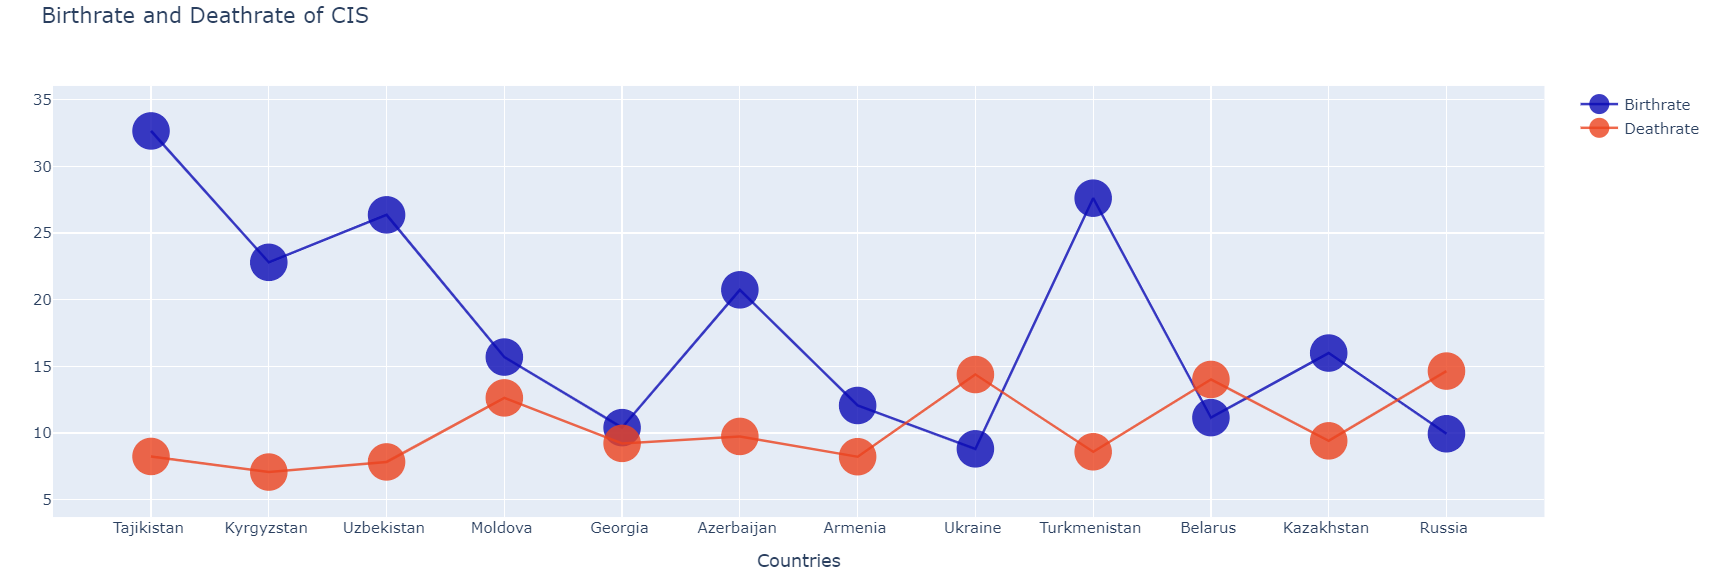 Birthrate and Deathrate of CIS
Birthrate
Deathrate
35
30
25
20
15
10
5
Tajikistan Kyrgyzstan Uzbekistan Moldova Georgia Azerbaijan Armenia Ukraine Turkmenistan Belarus Kazakhstan Russia
Countries